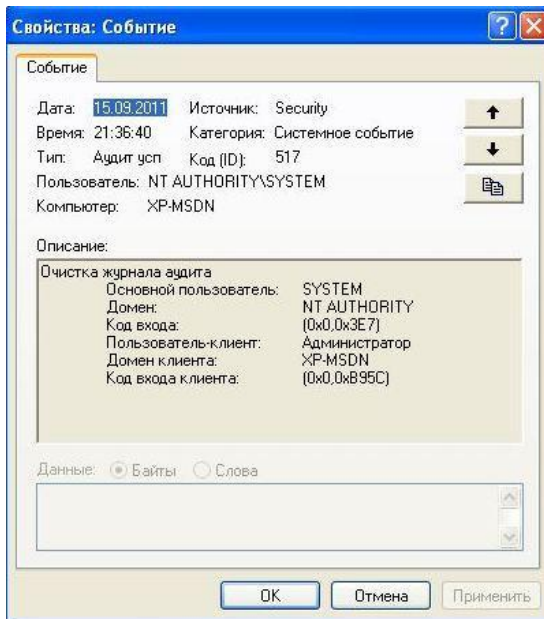 Свойства: Событие
Событие
Дата: 15.09.2011 Источник: Security
Время: 21:36:40 Категория: Системное событие
Тип: Аудит усп Код (ID): 517
Пользователь: NT AUTHORITY\SYSTEM
Компьютер: XP-MSDN
Описание:
Очистка журнала аудита
Основной пользователь: SYSTEM
Домен: NT AUTHORITY
Код входа: (0x0,0x3E7)
Пользователь-клиент: Администратор
Домен клиента: XP-MSDN
Код входа клиента: (0x0,0xB95C)
Данные: Байты Слова
OK Отмена Применить